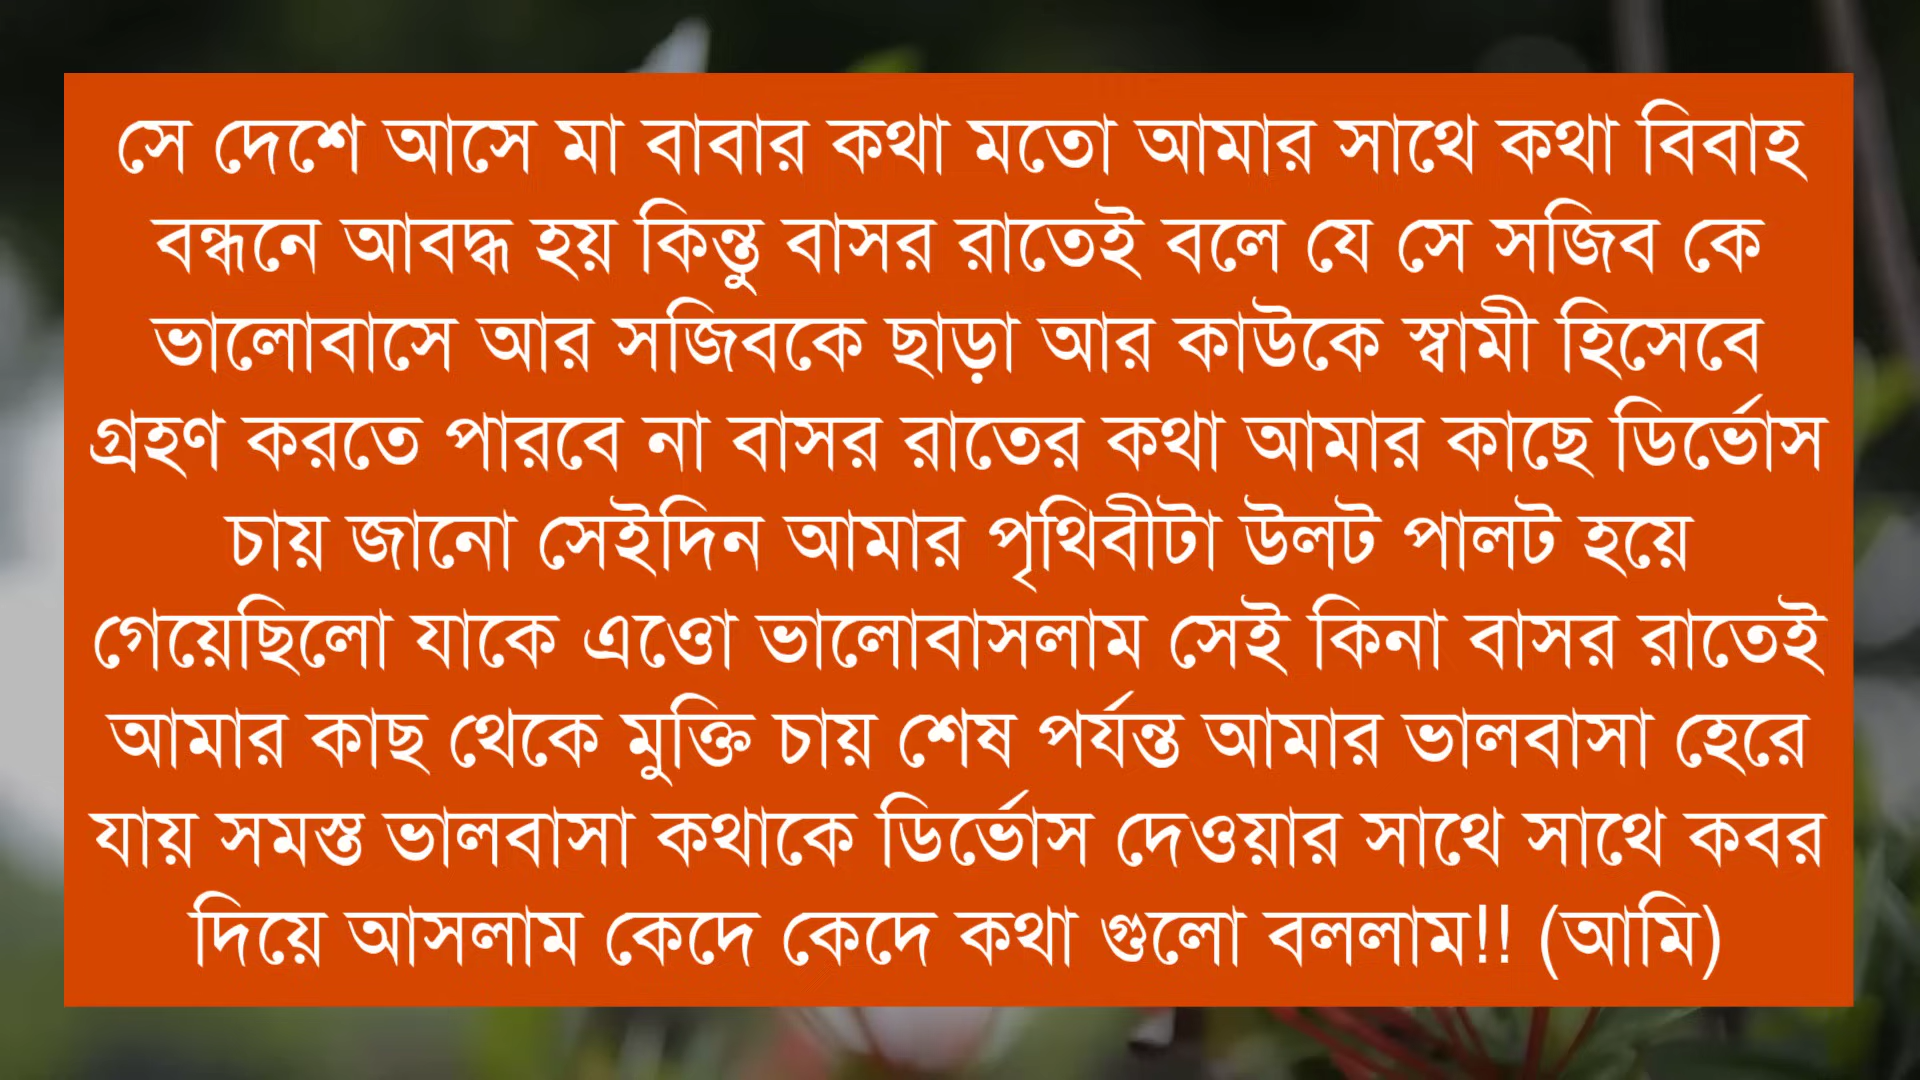 সে দেশে আসে মা বাবার কথা মতো আমার সাথে কথা বিবাহ
বন্ধনে আবদ্ধ হয় কিন্তু বাসর রাতেই বলে যে সে সজিব কে
ভালোবাসে আর সজিবকে ছাড়া আর কাউকে স্বামী হিসেবে
গ্রহণ করতে পারবে না বাসর রাতের কথা আমার কাছে ডির্ভোস
চায় জানো সেইদিন আমার পৃথিবীটা উলট পালট হয়ে
গেয়েছিলো যাকে এত্তো ভালোবাসলাম সেই কিনা বাসর রাতেই
আমার কাছ থেকে মুক্তি চায় শেষ পর্যন্ত আমার ভালবাসা হেরে
যায় সমস্ত ভালবাসা কথাকে ডির্ভোস দেওয়ার সাথে সাথে কবর
দিয়ে আসলাম কেদে কেদে কথা গুলো বললাম!! (আমি)